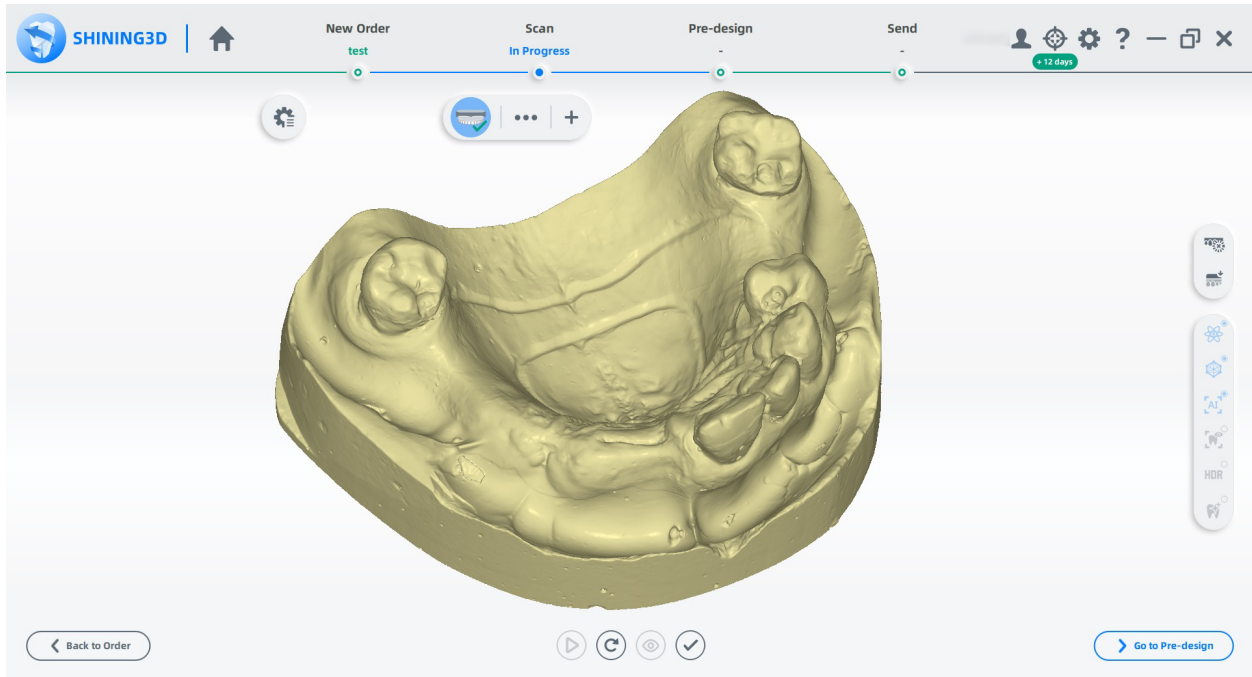 SHINING3D
New Order
test
Scan
In Progress
Pre-design
-
Send
-
+ 12 days
?
AI
HDR
Back to Order
Go to Pre-design